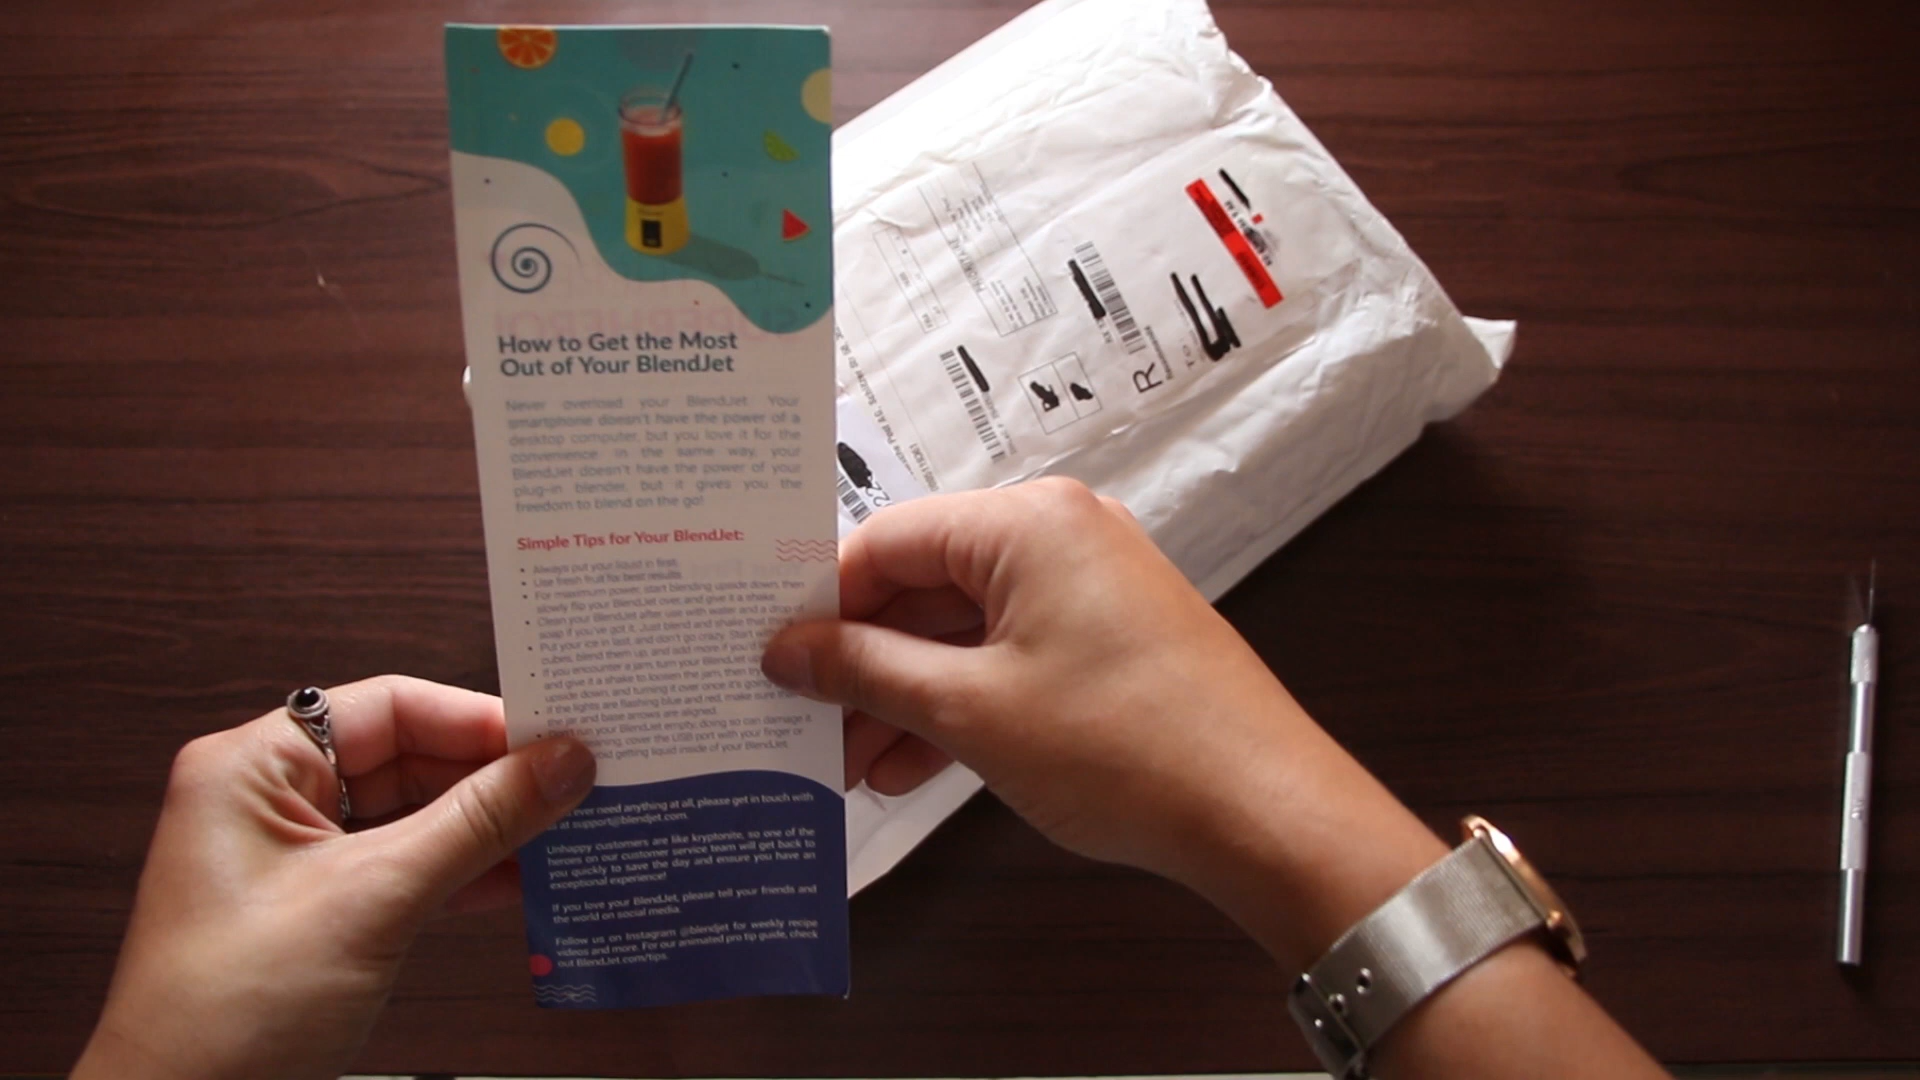 How to Get the Most
Out of Your BlendJet
Never overload your BlendJet. Your
smartphone doesn't have the power of a
desktop computer, but you love it for the
convenience. In the same way, your
BlendJet doesn't have the power of your
plug-in blender, but it gives you the
freedom to blend on the go!
Simple Tips for Your BlendJet:
• Always put your liquid in first.
• Use fresh fruit for best results.
• For maximum power, start blending upside down, then
slowly flip your BlendJet over, and give it a shake.
• Clean your BlendJet after use with water and a drop of
soap if you've got it. Just blend and shake that thing
• Put your ice in last, and don't go crazy. Start with
cubes, blend them up, and add more if you'd
• If you encounter a jam, turn your BlendJet
and give it a shake to loosen the jam, then try
upside down, and turning it over once it's going
• If the lights are flashing blue and red, make sure
the jar and base arrows are aligned.
• Don't run your BlendJet empty, doing so can damage it.
cover the USB port with your finger or
getting liquid inside of your BlendJet.
ever need anything at all, please get in touch with
at support@blendjet.com.
Unhappy customers are like kryptonite, so one of the
heroes on our customer service team will get back to
you quickly to save the day and ensure you have an
exceptional experience!
If you love your BlendJet, please tell your friends and
the world on social media.
Follow us on Instagram @blendjet for weekly recipe
videos and more. For our animated pro tip guide, check
out BlendJet.com/tips.
PRIORITAIRE
R
Recommandé
To
22